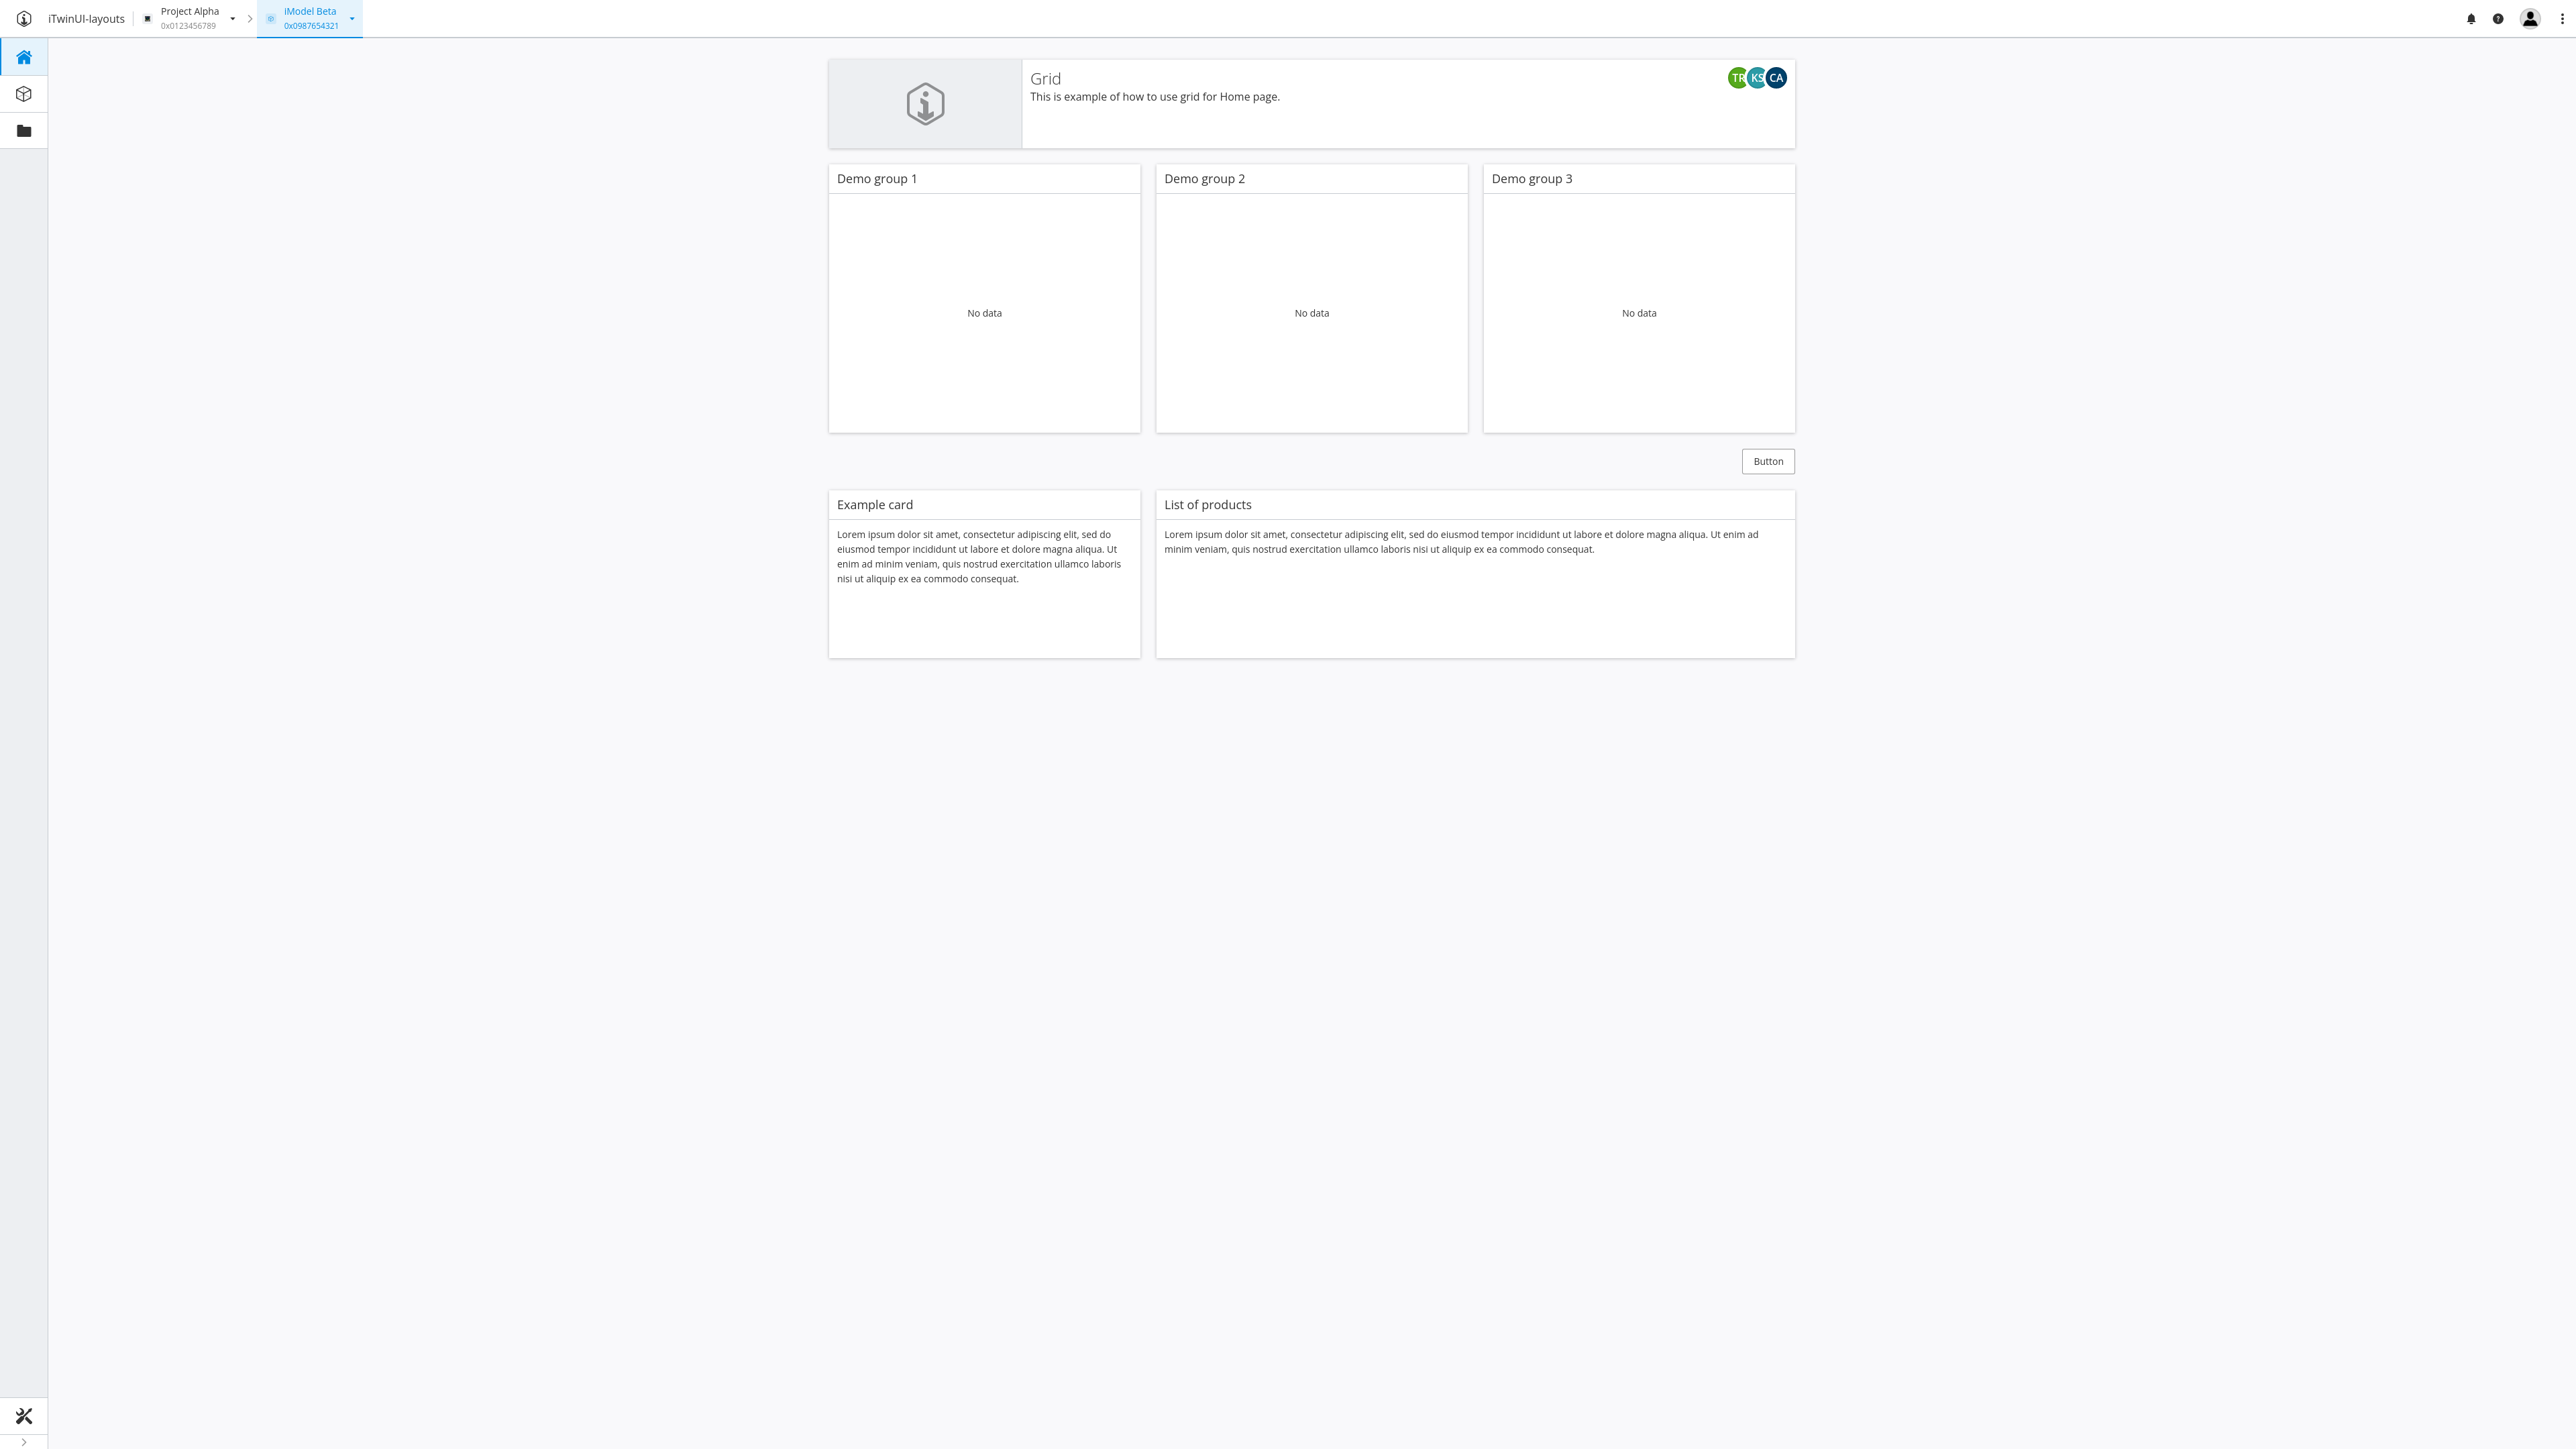 iTwinUI-layouts
Project Alpha
0x0123456789
iModel Beta
0x0987654321
Grid
This is example of how to use grid for Home page.
TR KS CA
Demo group 1
No data
Demo group 2
No data
Demo group 3
No data
Button
Example card
Lorem ipsum dolor sit amet, consectetur adipiscing elit, sed do
eiusmod tempor incididunt ut labore et dolore magna aliqua. Ut
enim ad minim veniam, quis nostrud exercitation ullamco laboris
nisi ut aliquip ex ea commodo consequat.
List of products
Lorem ipsum dolor sit amet, consectetur adipiscing elit, sed do eiusmod tempor incididunt ut labore et dolore magna aliqua. Ut enim ad
minim veniam, quis nostrud exercitation ullamco laboris nisi ut aliquip ex ea commodo consequat.